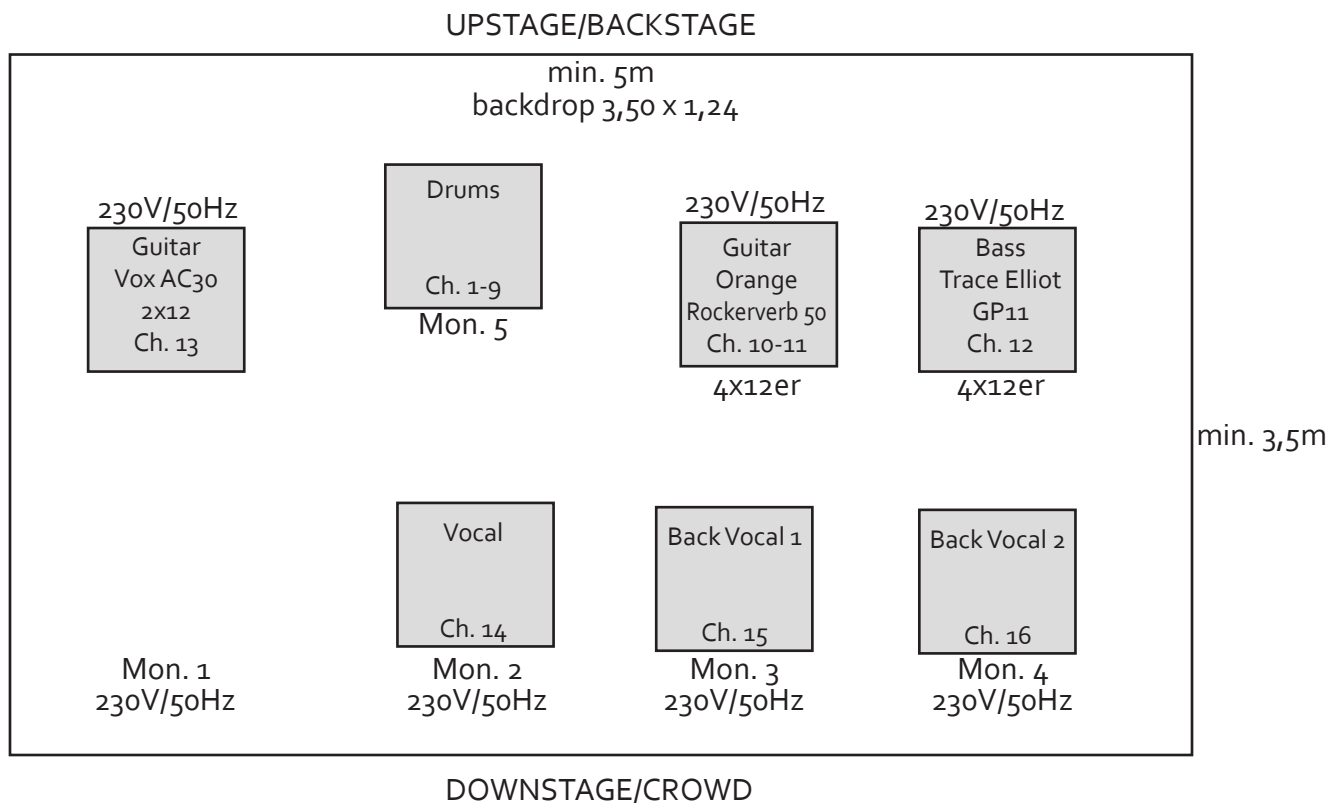 UPSTAGE/BACKSTAGE
min. 5m
backdrop 3,50 x 1,24
230V/50Hz
Guitar
Vox AC30
2x12
Ch. 13
Drums
Ch. 1-9
Mon. 5
230V/50Hz
Guitar
Orange
Rockerverb 50
Ch. 10-11
4x12er
230V/50Hz
Bass
Trace Elliot
GP11
Ch. 12
4x12er
min. 3,5m
Mon. 1
230V/50Hz
Vocal
Ch. 14
Mon. 2
230V/50Hz
Back Vocal 1
Ch. 15
Mon. 3
230V/50Hz
Back Vocal 2
Ch. 16
Mon. 4
230V/50Hz
DOWNSTAGE/CROWD